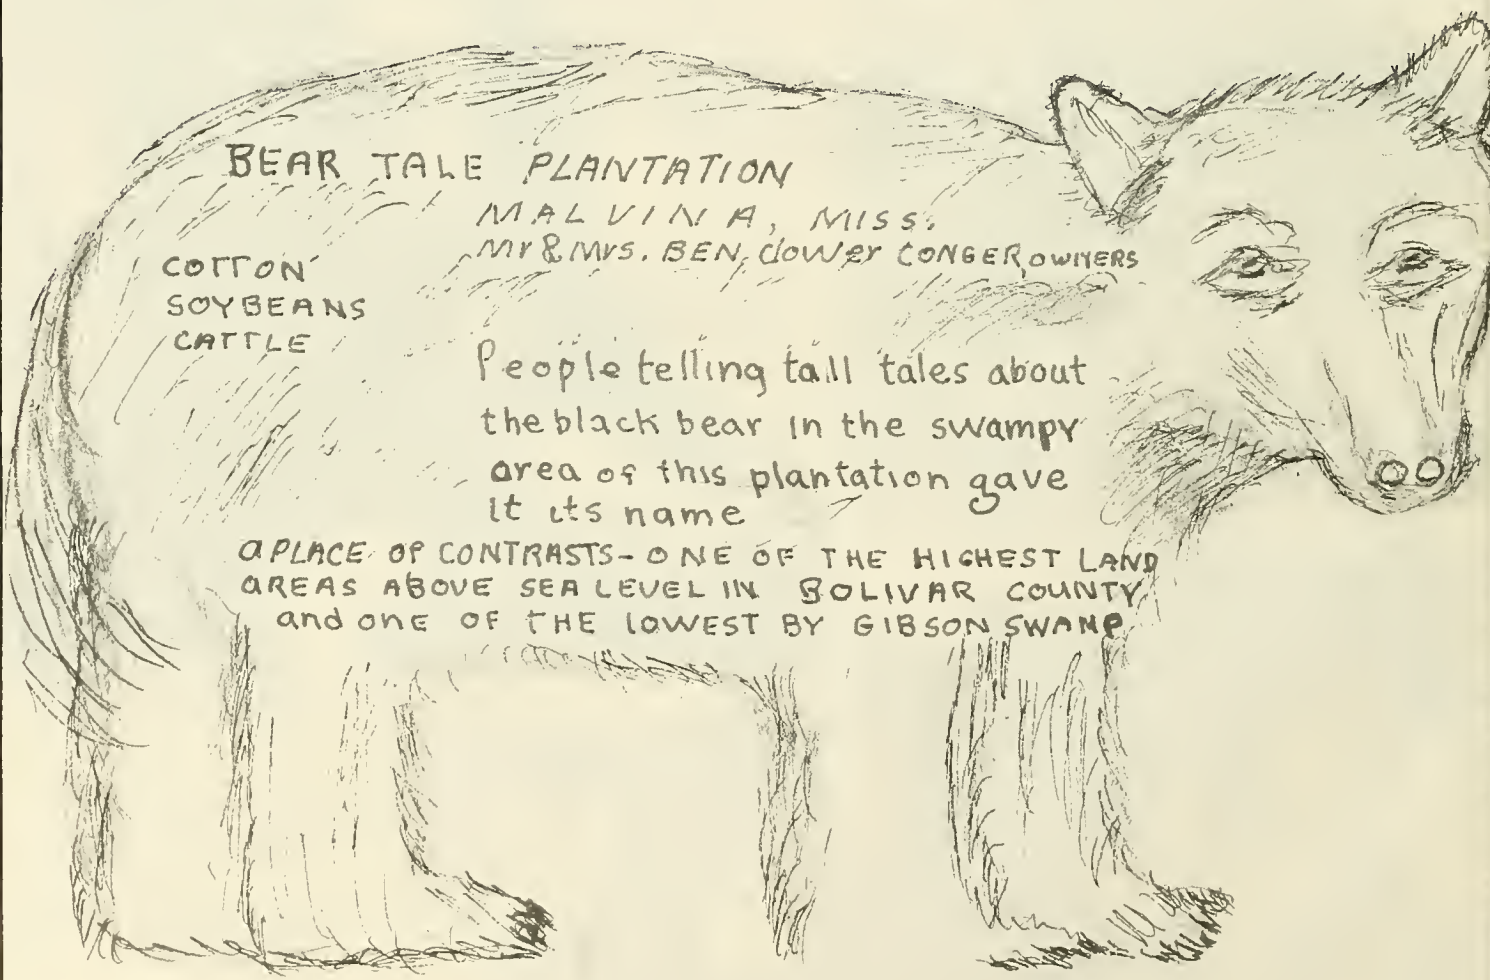 BEAR TALE PLANTATION
MALVINA, MISS.
Mr & Mrs. BEN, dower CONGER, OWNERS
COTTON
SOYBEANS
CATTLE
People telling tall tales about
the black bear in the swampy
area of this plantation gave
it its name
a PLACE OF CONTRASTS - ONE OF THE HIGHEST LAND
AREAS ABOVE SEA LEVEL IN BOLIVAR COUNTY
and one OF THE lOWEST BY GIBSON SWAMP